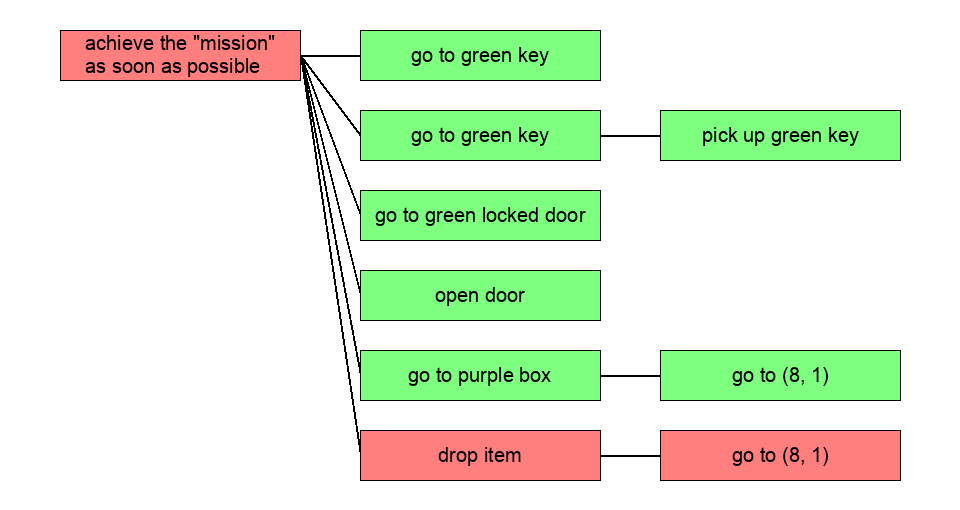 achieve the "mission"
as soon as possible
go to green key
go to green key
pick up green key
go to green locked door
open door
go to purple box
go to (8, 1)
drop item
go to (8, 1)